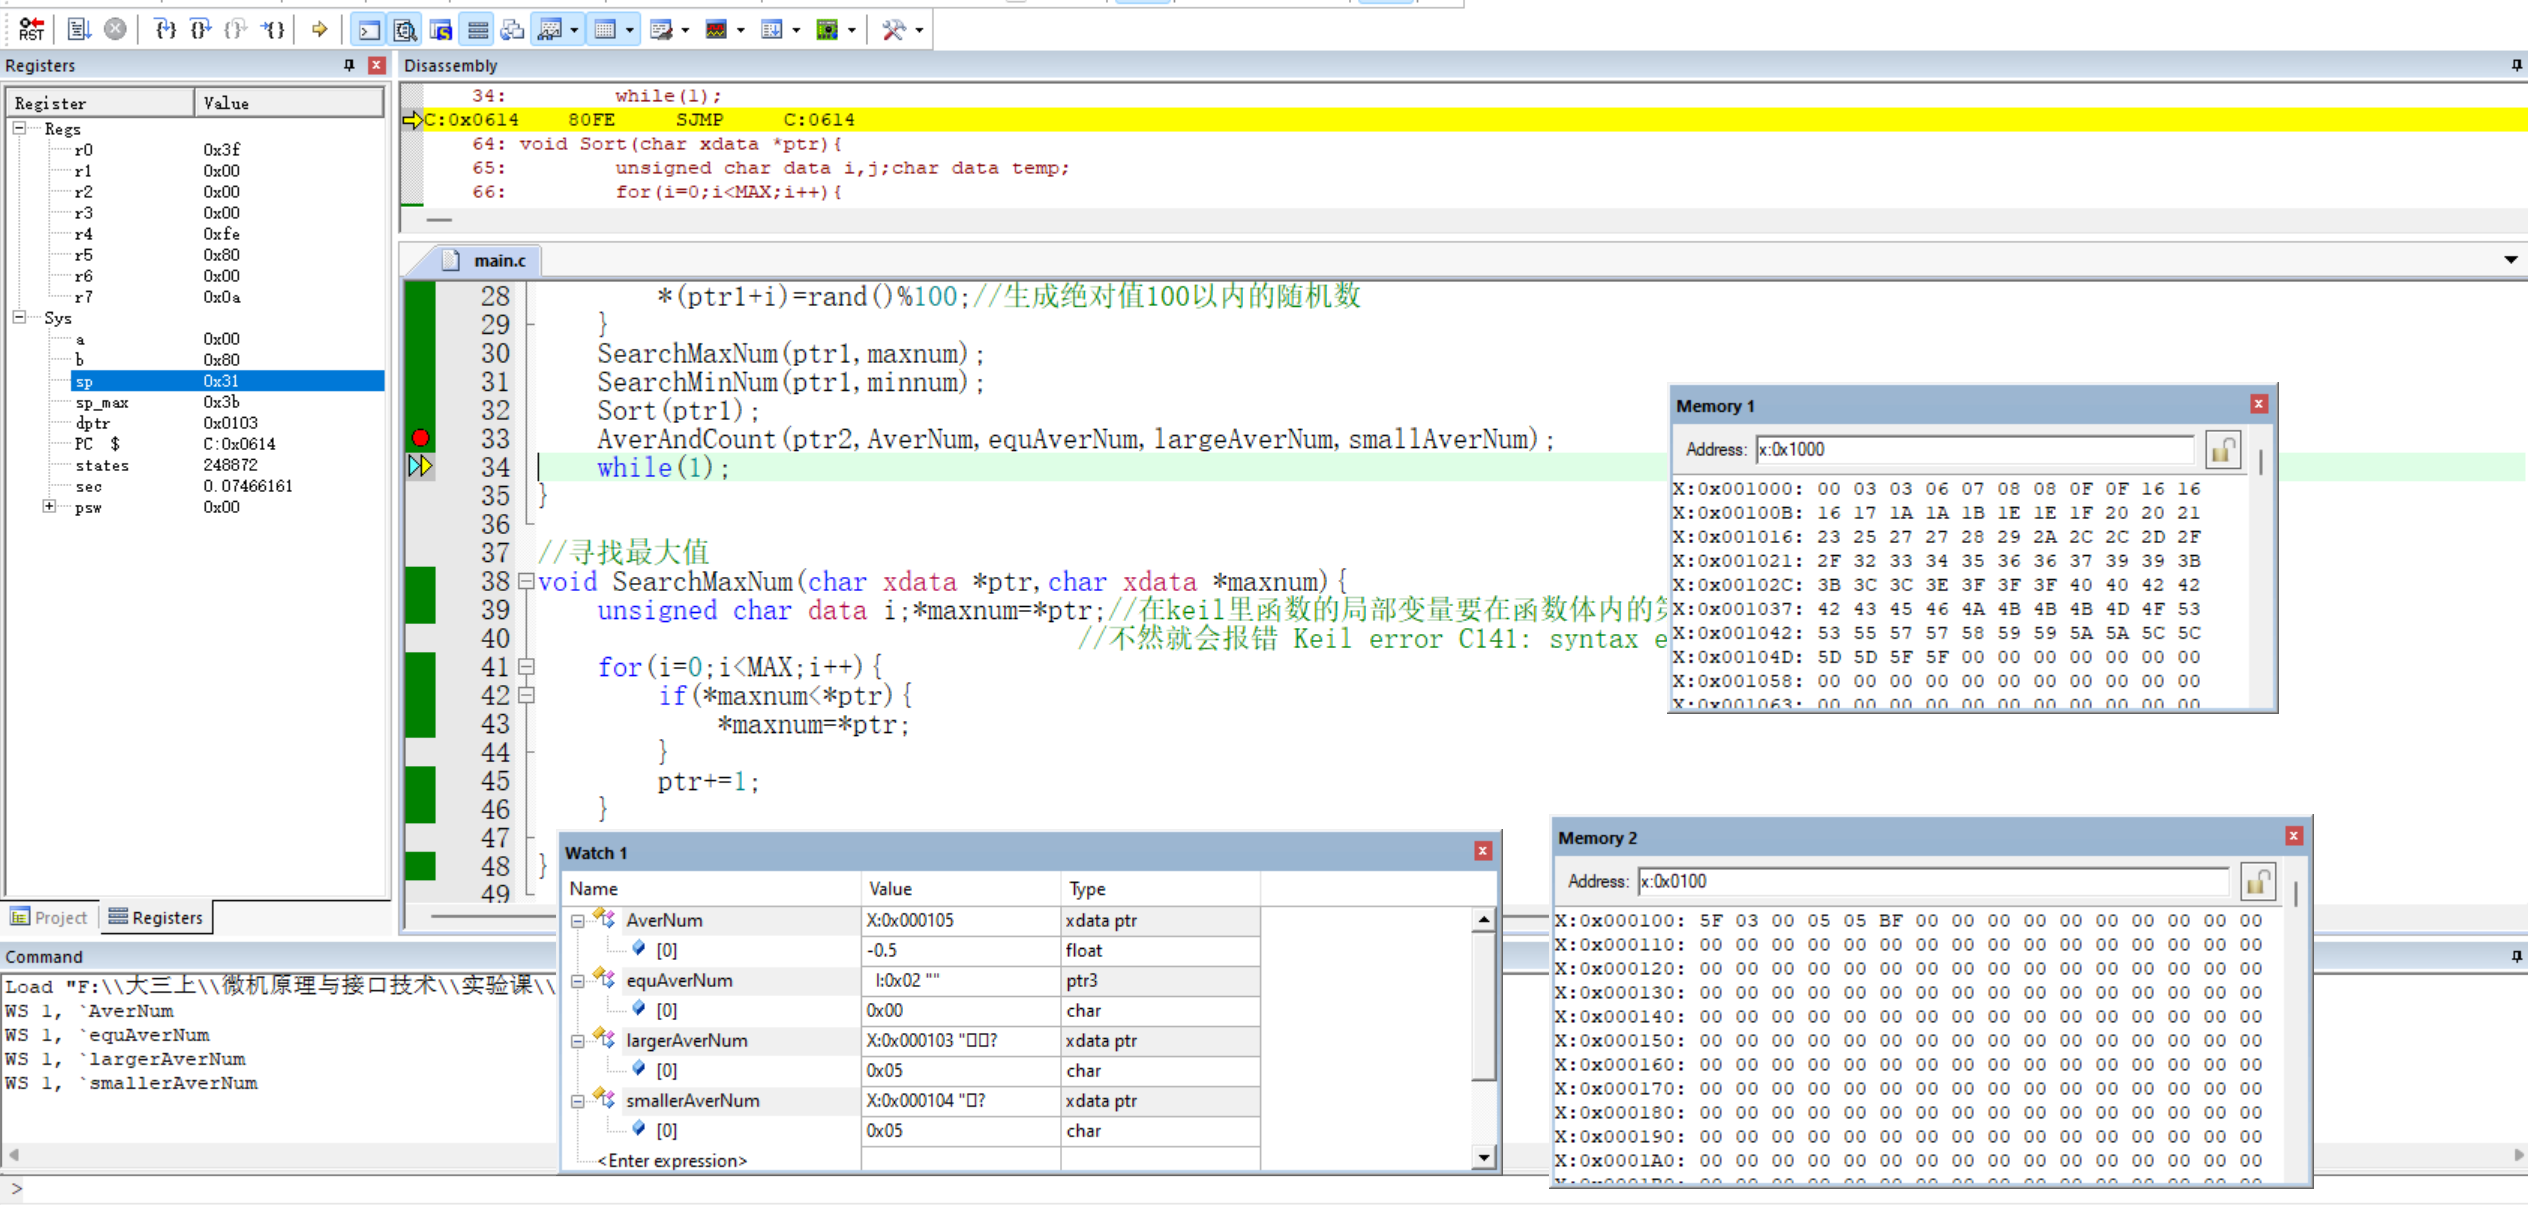 RST
Registers
Register Value
Regs
r0 0x3f
r1 0x00
r2 0x00
r3 0x00
r4 0xfe
r5 0x80
r6 0x00
r7 0x0a
Sys
a 0x00
b 0x80
sp 0x31
sp_max 0x3b
dptr 0x0103
PC $ C:0x0614
states 248872
sec 0.07466161
psw 0x00
Project Registers
Disassembly
34: while(1);
C:0x0614 80FE SJMP C:0614
64: void Sort(char xdata *ptr){
65: unsigned char data i,j;char data temp;
66: for(i=0;i<MAX;i++){
main.c
28 *(ptr1+i)=rand()%100;//生成绝对值100以内的随机数
29 }
30 SearchMaxNum(ptr1,maxnum);
31 SearchMinNum(ptr1,minnum);
32 Sort(ptr1);
33 AverAndCount(ptr2,AverNum,equAverNum,largeAverNum,smallAverNum);
34 while(1);
35 }
36
37 //寻找最大值
38 void SearchMaxNum(char xdata *ptr,char xdata *maxnum){
39 unsigned char data i;*maxnum=*ptr;//在keil里函数的局部变量要在函数体内的
40 //不然就会报错 Keil error C141: syntax e
41 for(i=0;i<MAX;i++){
42 if(*maxnum<*ptr){
43 *maxnum=*ptr;
44 }
45 ptr+=1;
46 }
47
48 }
49
Memory 1
Address: x:0x1000
X:0x001000: 00 03 03 06 07 08 08 0F 0F 16 16
X:0x00100B: 16 17 1A 1A 1B 1E 1E 1F 20 20 21
X:0x001016: 23 25 27 27 28 29 2A 2C 2C 2D 2F
X:0x001021: 2F 32 33 34 35 36 36 37 39 39 3B
X:0x00102C: 3B 3C 3C 3E 3F 3F 3F 40 40 42 42
X:0x001037: 42 43 45 46 4A 4B 4B 4B 4D 4F 53
X:0x001042: 53 55 57 57 58 59 59 5A 5A 5C 5C
X:0x00104D: 5D 5D 5F 5F 00 00 00 00 00 00 00
X:0x001058: 00 00 00 00 00 00 00 00 00 00 00
X:0x001063: 00 00 00 00 00 00 00 00 00 00 00
Watch 1
Name Value Type
AverNum X:0x000105 xdata ptr
[0] -0.5 float
equAverNum I:0x02 "" ptr3
[0] 0x00 char
largerAverNum X:0x000103 "□□? xdata ptr
[0] 0x05 char
smallerAverNum X:0x000104 "□? xdata ptr
[0] 0x05 char
<Enter expression>
Memory 2
Address: x:0x0100
X:0x000100: 5F 03 00 05 05 BF 00 00 00 00 00 00 00 00 00 00
X:0x000110: 00 00 00 00 00 00 00 00 00 00 00 00 00 00 00 00
X:0x000120: 00 00 00 00 00 00 00 00 00 00 00 00 00 00 00 00
X:0x000130: 00 00 00 00 00 00 00 00 00 00 00 00 00 00 00 00
X:0x000140: 00 00 00 00 00 00 00 00 00 00 00 00 00 00 00 00
X:0x000150: 00 00 00 00 00 00 00 00 00 00 00 00 00 00 00 00
X:0x000160: 00 00 00 00 00 00 00 00 00 00 00 00 00 00 00 00
X:0x000170: 00 00 00 00 00 00 00 00 00 00 00 00 00 00 00 00
X:0x000180: 00 00 00 00 00 00 00 00 00 00 00 00 00 00 00 00
X:0x000190: 00 00 00 00 00 00 00 00 00 00 00 00 00 00 00 00
X:0x0001A0: 00 00 00 00 00 00 00 00 00 00 00 00 00 00 00 00
Command
Load "F:\\大三上\\微机原理与接口技术\\实验课\\
WS 1, `AverNum
WS 1, `equAverNum
WS 1, `largerAverNum
WS 1, `smallerAverNum
>